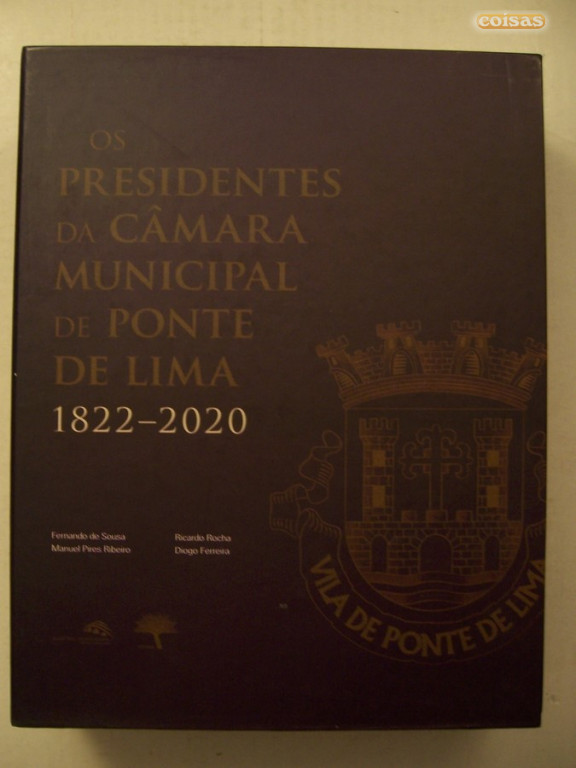 coisas
OS
PRESIDENTES
DA CÂMARA
MUNICIPAL
DE PONTE
DE LIMA
1822–2020
Fernando de Sousa
Manuel Pires Ribeiro
Ricardo Rocha
Diogo Ferreira
VILA DE PONTE DE LIMA